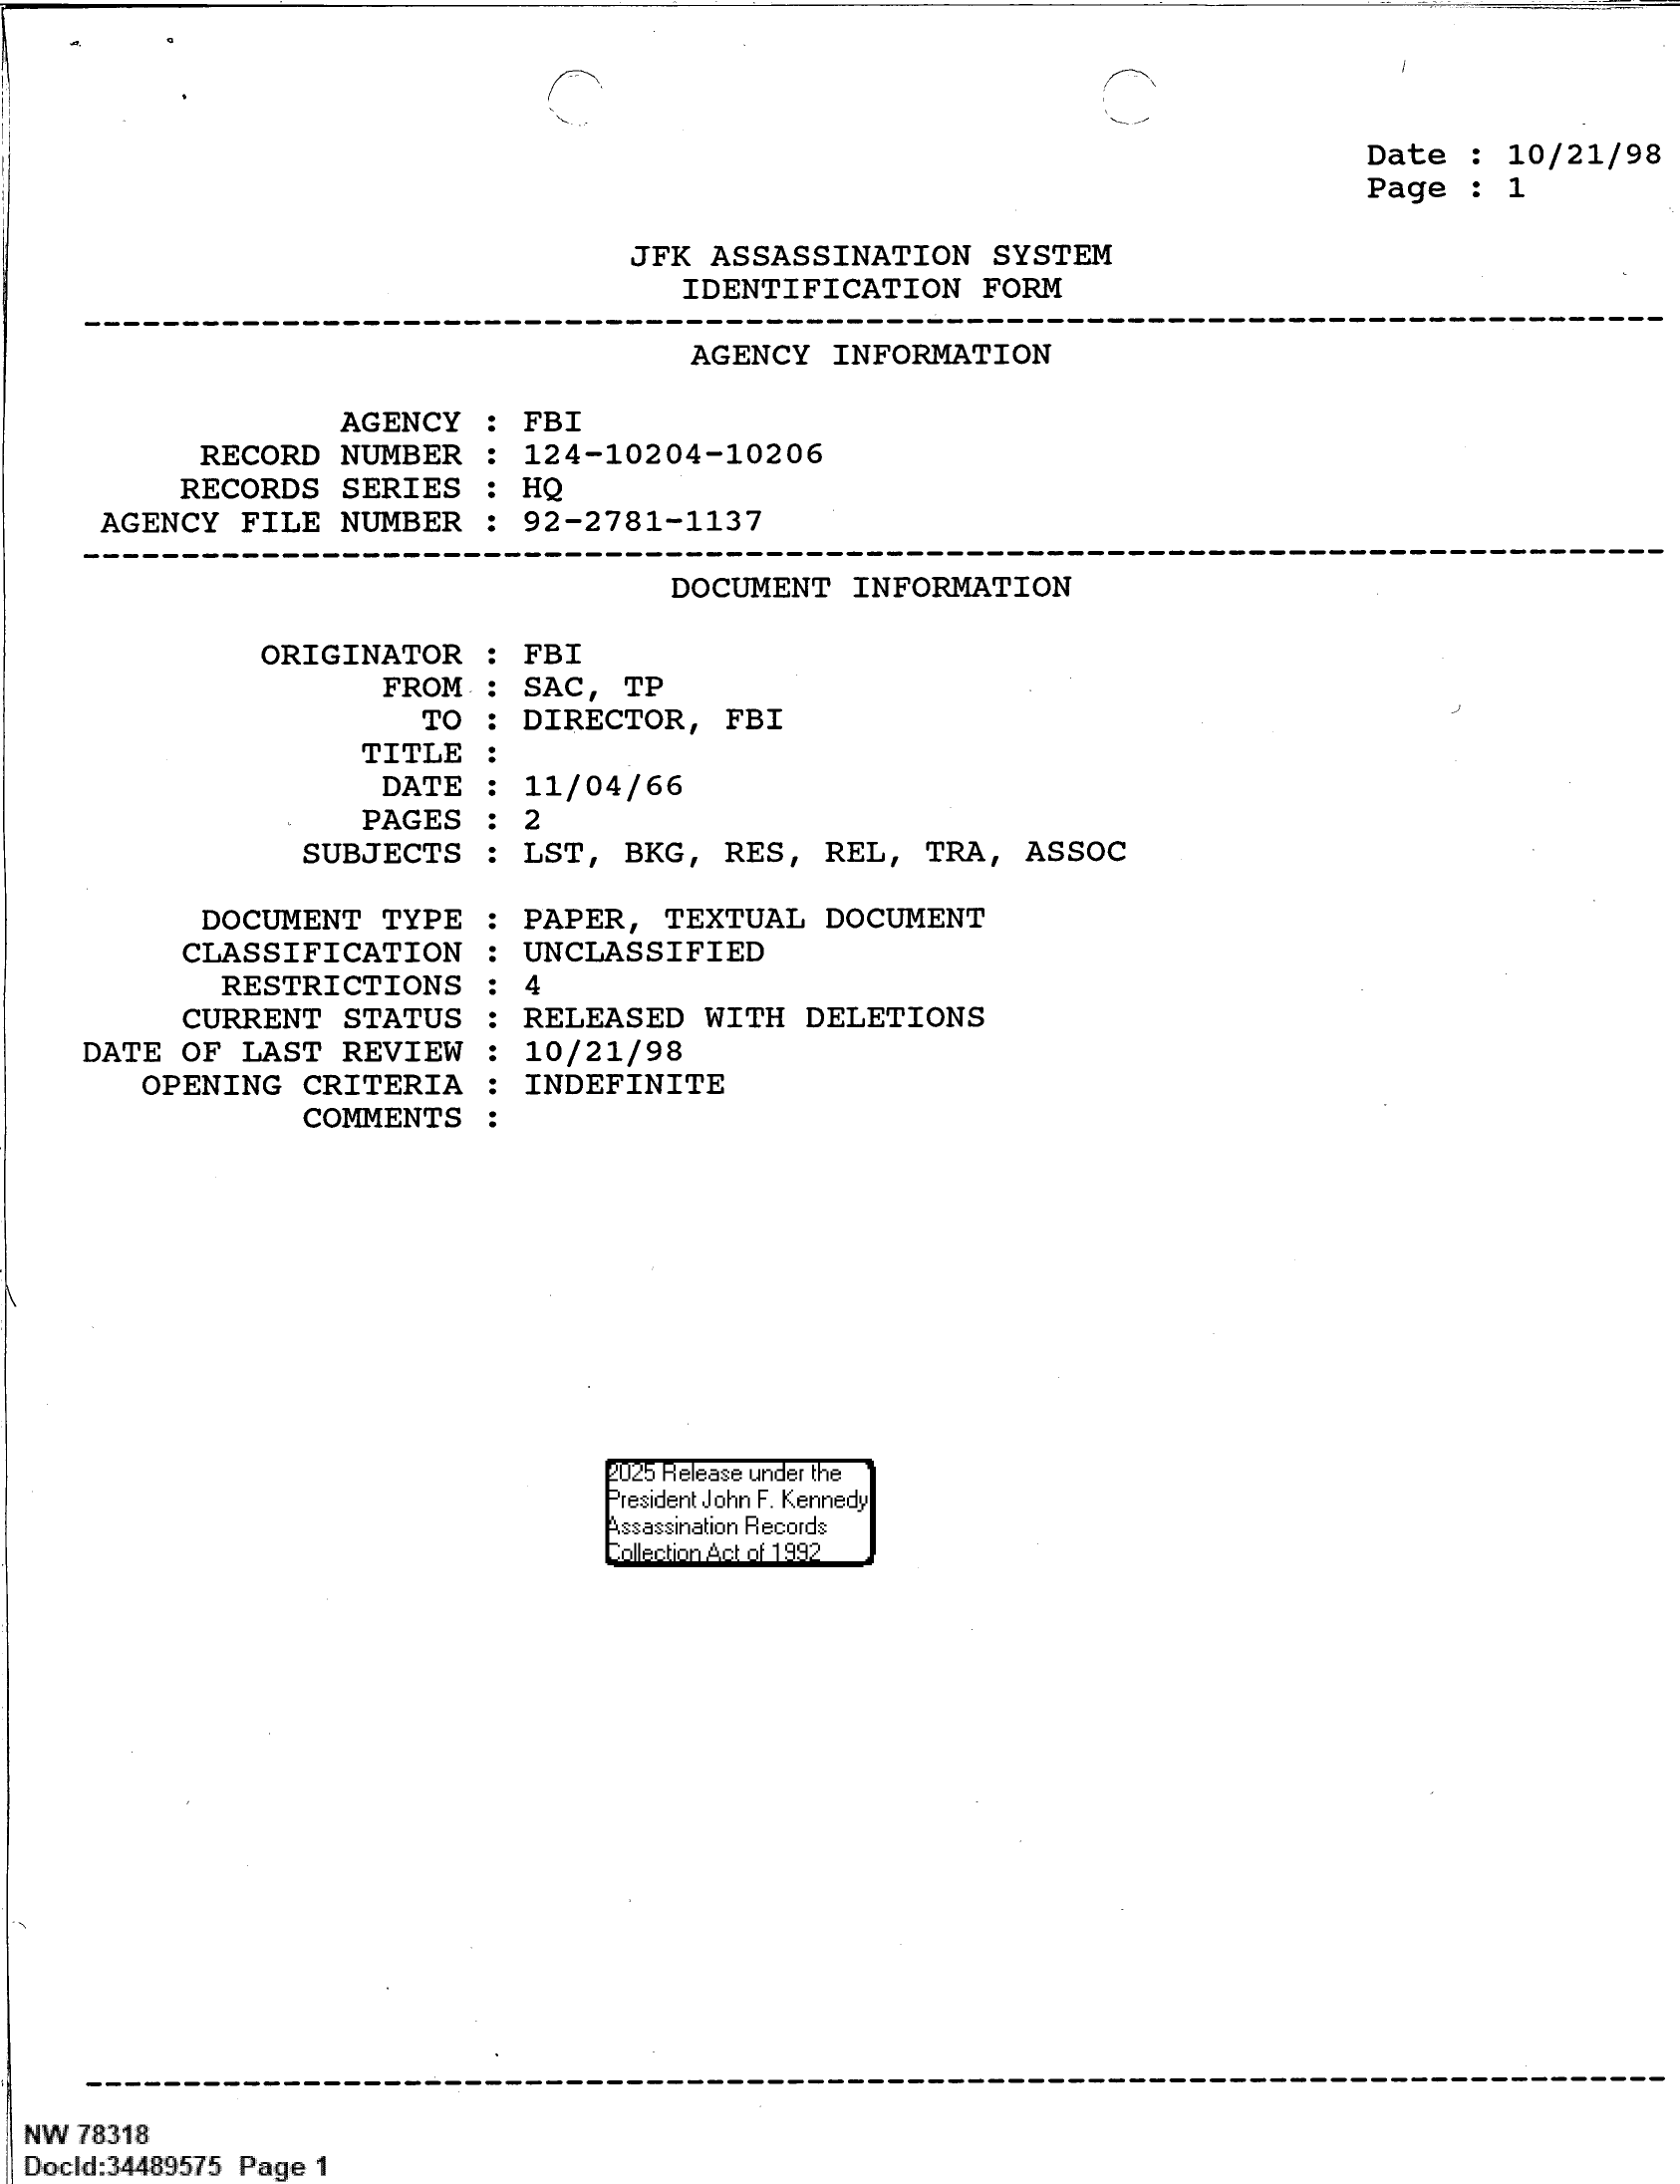 Date : 10/21/98
Page : 1
JFK ASSASSINATION SYSTEM
IDENTIFICATION FORM
--------------------------------------------------------------------------------
AGENCY INFORMATION
AGENCY : FBI
RECORD NUMBER : 124-10204-10206
RECORDS SERIES : HQ
AGENCY FILE NUMBER : 92-2781-1137
--------------------------------------------------------------------------------
DOCUMENT INFORMATION
ORIGINATOR : FBI
FROM : SAC, TP
TO : DIRECTOR, FBI
TITLE :
DATE : 11/04/66
PAGES : 2
SUBJECTS : LST, BKG, RES, REL, TRA, ASSOC
DOCUMENT TYPE : PAPER, TEXTUAL DOCUMENT
CLASSIFICATION : UNCLASSIFIED
RESTRICTIONS : 4
CURRENT STATUS : RELEASED WITH DELETIONS
DATE OF LAST REVIEW : 10/21/98
OPENING CRITERIA : INDEFINITE
COMMENTS :
2025 Release under the
President John F. Kennedy
Assassination Records
Collection Act of 1992
--------------------------------------------------------------------------------
NW 78318
DocId:34489575 Page 1